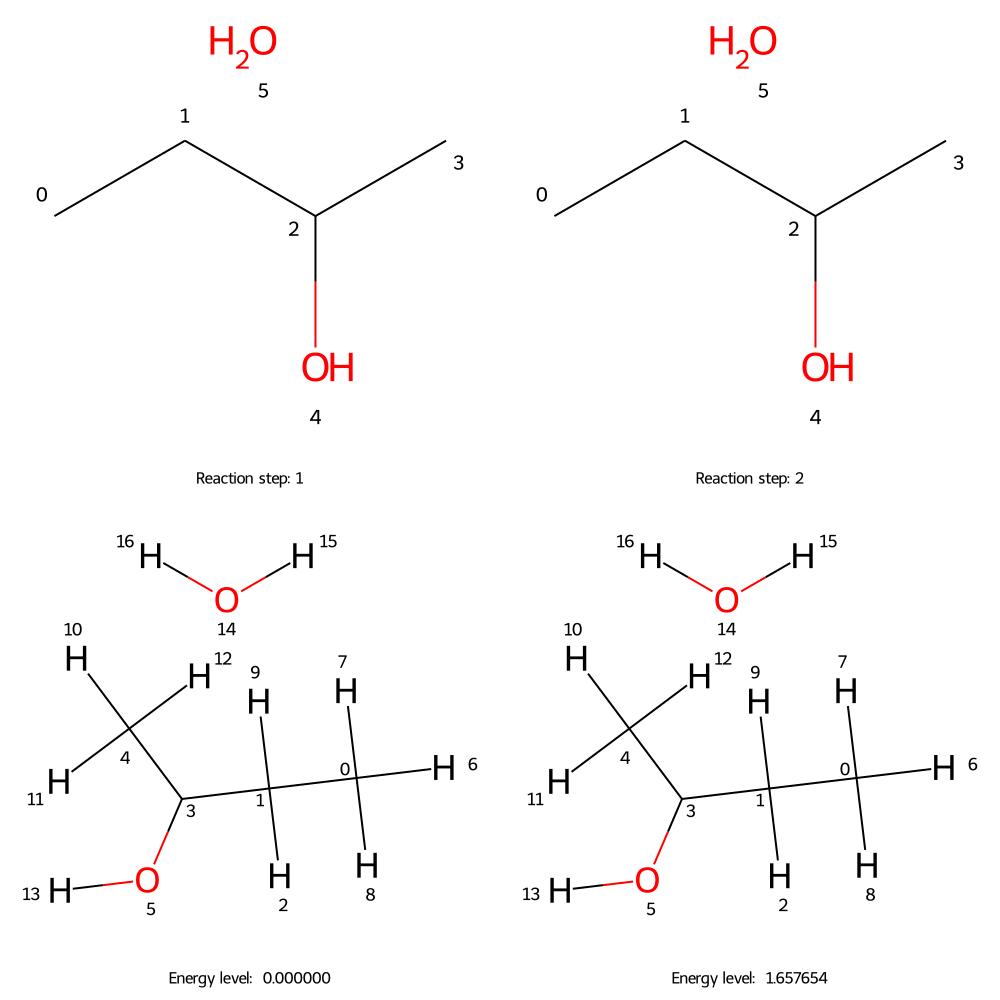 H2O H2O
5 5
1 1
0 3 0 3
2 2
OH OH
4 4
Reaction step: 1 Reaction step: 2
16 H H 15 16 H H 15
O O
14 14
10 12 9 7 10 12 9 7
H H H H H H H H
4 0 H 6 4 0 H 6
11 H 3 1 11 H 3 1
13 H O H H 13 H O H H
5 2 8 5 2 8
Energy level: 0.000000 Energy level: 1.657654